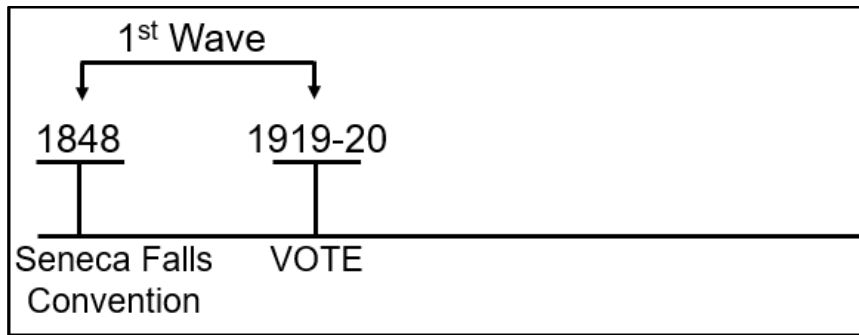 1st Wave
1848
1919-20
Seneca Falls
Convention
VOTE